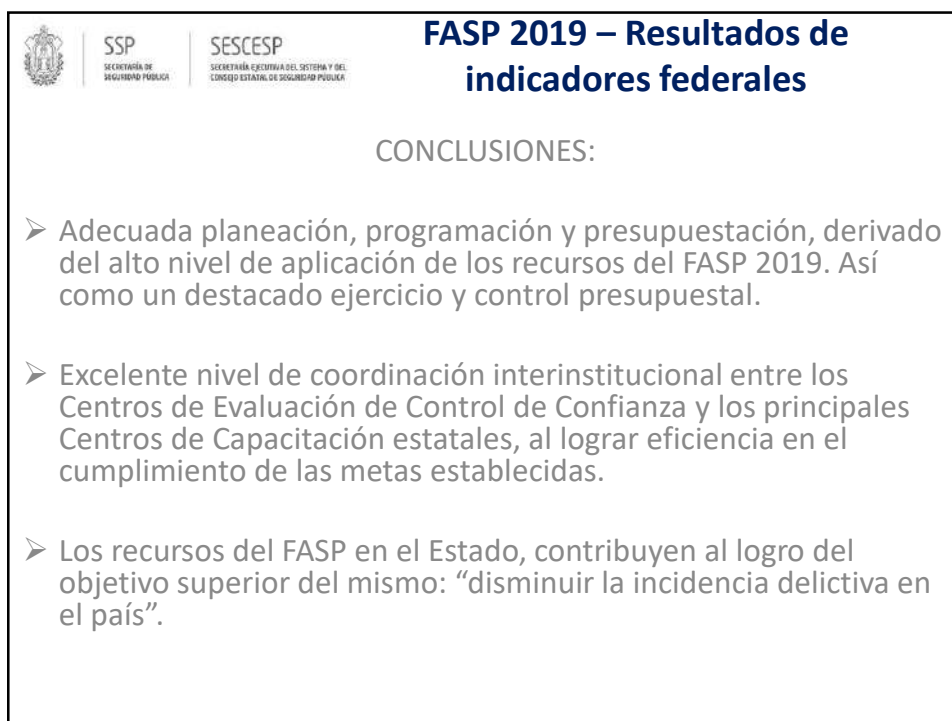 SSP
SECRETARÍA DE
SEGURIDAD PÚBLICA
SESCESP
SECRETARÍA EJECUTIVA DEL SISTEMA Y DEL
CONSEJO ESTATAL DE SEGURIDAD PÚBLICA
FASP 2019 – Resultados de
indicadores federales
CONCLUSIONES:
➢ Adecuada planeación, programación y presupuestación, derivado
del alto nivel de aplicación de los recursos del FASP 2019. Así
como un destacado ejercicio y control presupuestal.
➢ Excelente nivel de coordinación interinstitucional entre los
Centros de Evaluación de Control de Confianza y los principales
Centros de Capacitación estatales, al lograr eficiencia en el
cumplimiento de las metas establecidas.
➢ Los recursos del FASP en el Estado, contribuyen al logro del
objetivo superior del mismo: “disminuir la incidencia delictiva en
el país”.